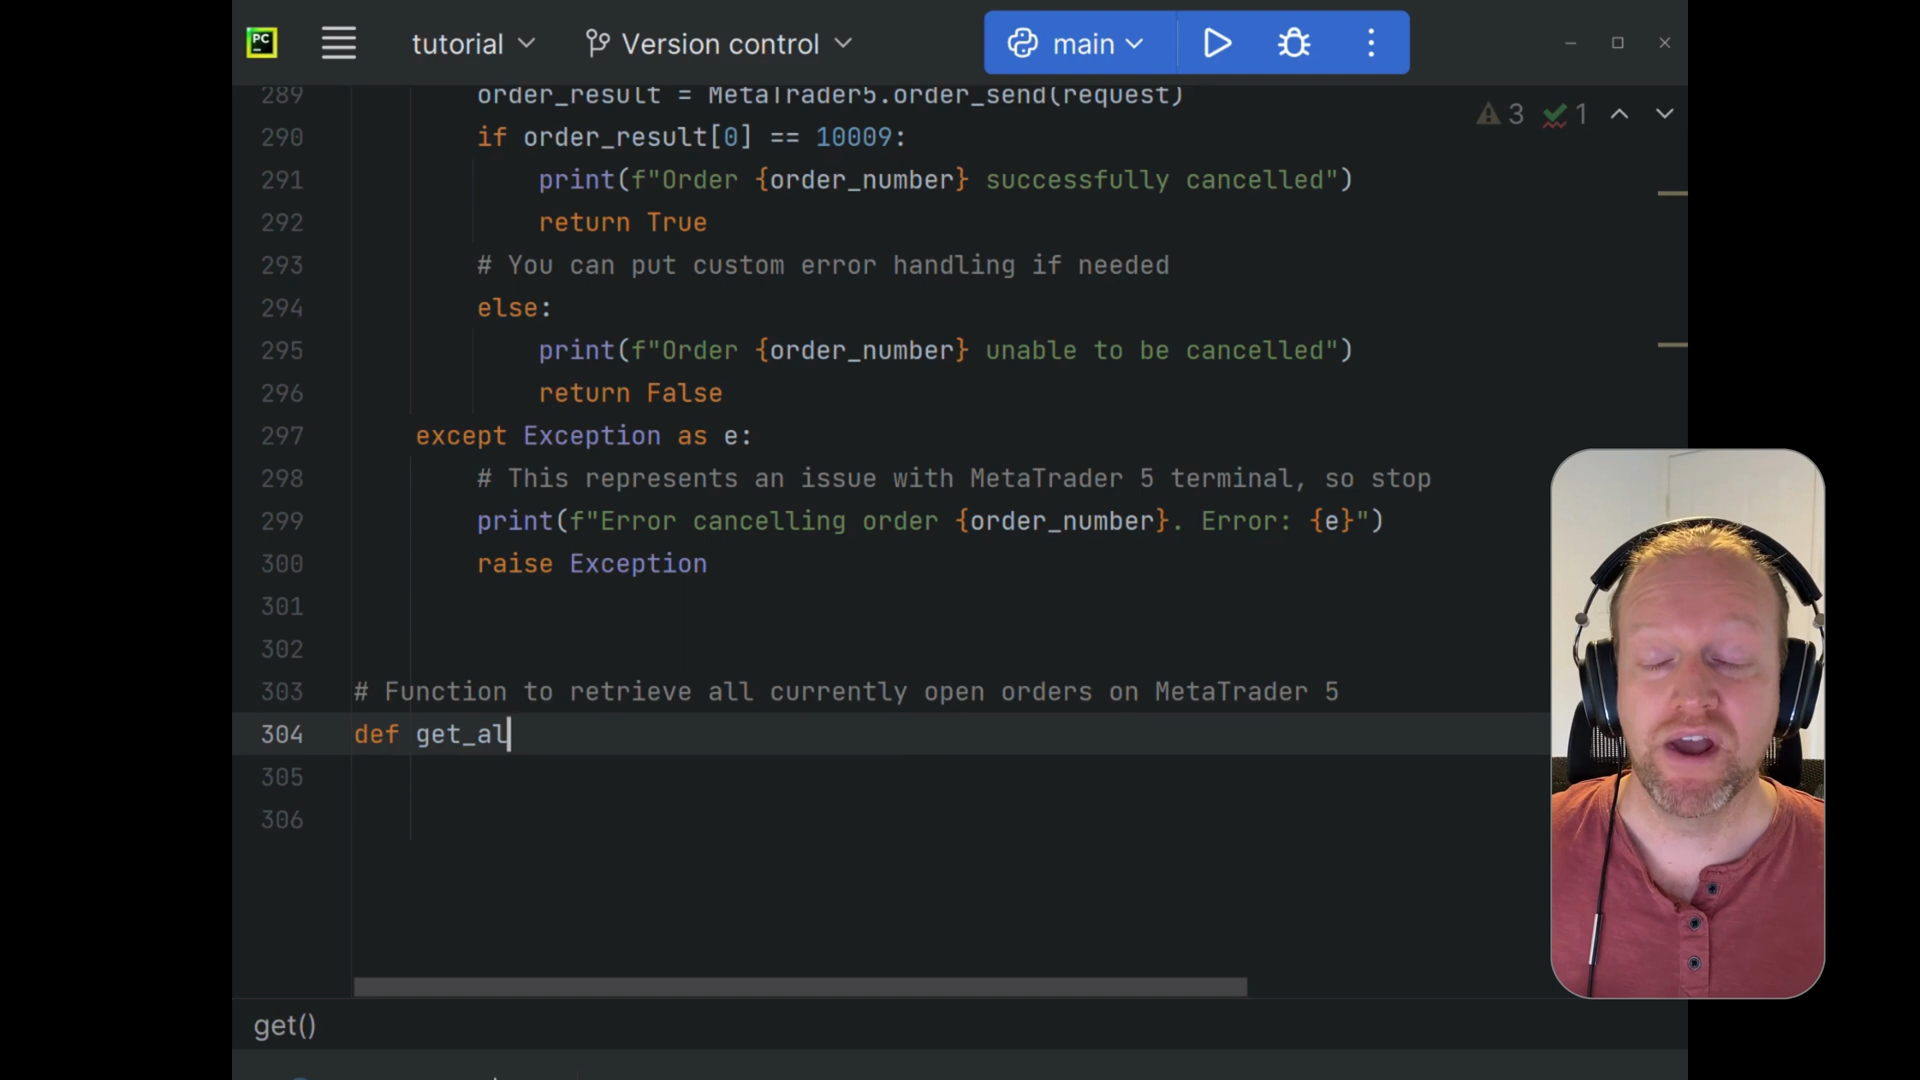 PC
tutorial
Version control
main
289 order_result = MetaTrader5.order_send(request)
3 1
290 if order_result[0] == 10009:
291 print(f"Order {order_number} successfully cancelled")
292 return True
293 # You can put custom error handling if needed
294 else:
295 print(f"Order {order_number} unable to be cancelled")
296 return False
297 except Exception as e:
298 # This represents an issue with MetaTrader 5 terminal, so stop
299 print(f"Error cancelling order {order_number}. Error: {e}")
300 raise Exception
301
302
303 # Function to retrieve all currently open orders on MetaTrader 5
304 def get_al
305
306
get()